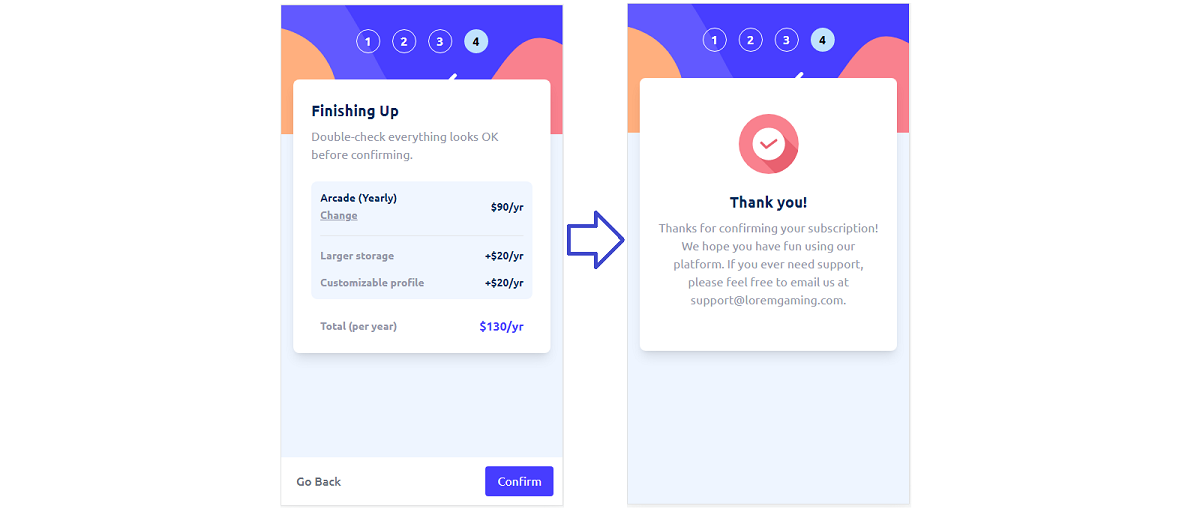 1 2 3 4
Finishing Up
Double-check everything looks OK
before confirming.
Arcade (Yearly)
Change
$90/yr
Larger storage +$20/yr
Customizable profile +$20/yr
Total (per year) $130/yr
Go Back Confirm
1 2 3 4
Thank you!
Thanks for confirming your subscription!
We hope you have fun using our
platform. If you ever need support,
please feel free to email us at
support@loremgaming.com.